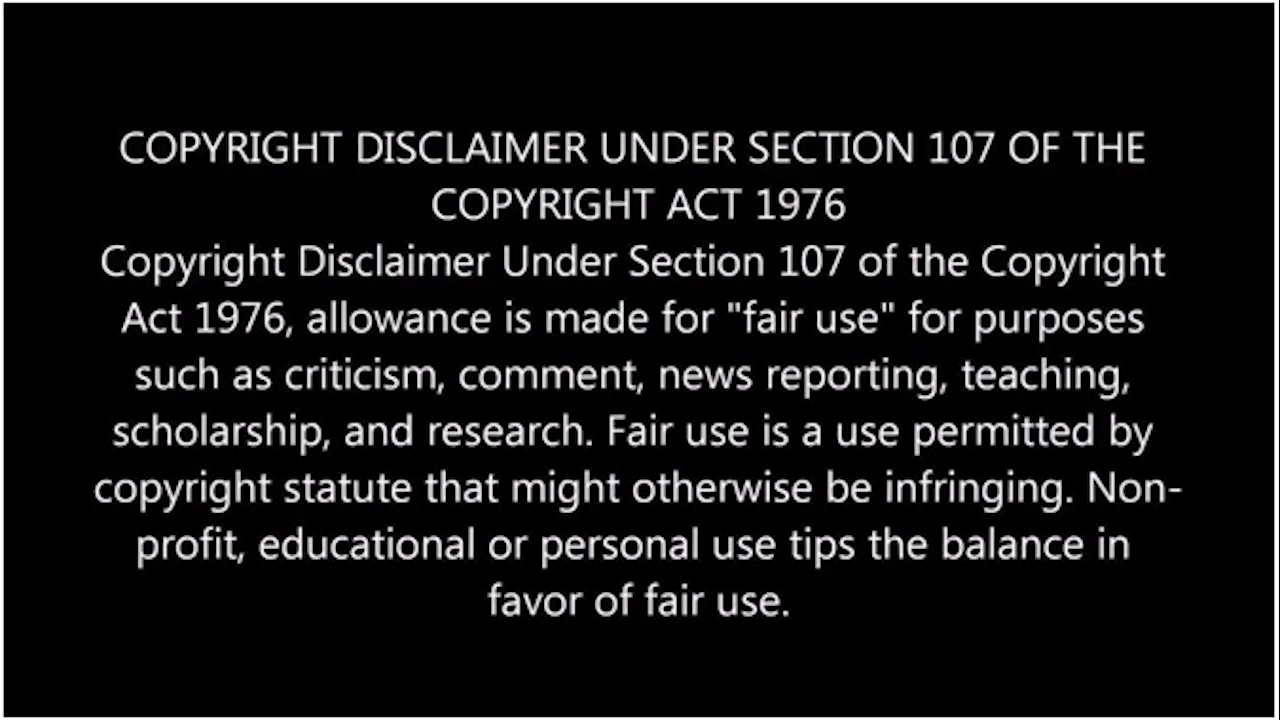 COPYRIGHT DISCLAIMER UNDER SECTION 107 OF THE
COPYRIGHT ACT 1976
Copyright Disclaimer Under Section 107 of the Copyright
Act 1976, allowance is made for "fair use" for purposes
such as criticism, comment, news reporting, teaching,
scholarship, and research. Fair use is a use permitted by
copyright statute that might otherwise be infringing. Non-
profit, educational or personal use tips the balance in
favor of fair use.